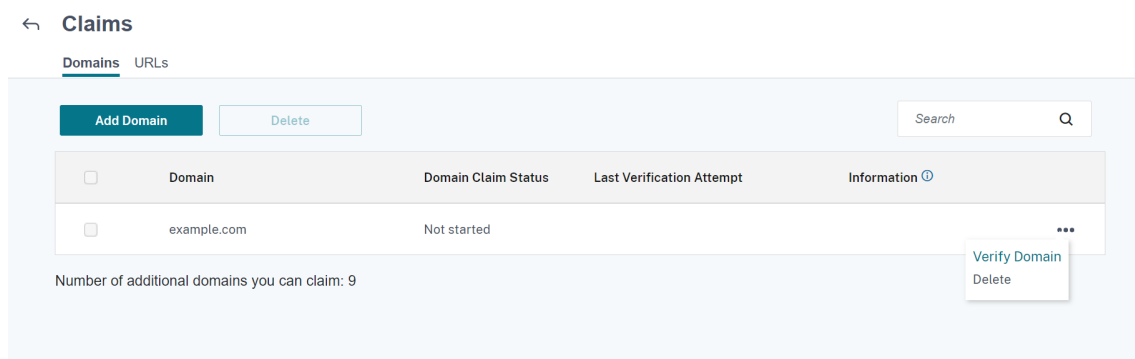 Claims
Domains URLs
Add Domain Delete Search
Domain Domain Claim Status Last Verification Attempt Information
example.com Not started
Verify Domain
Number of additional domains you can claim: 9
Delete